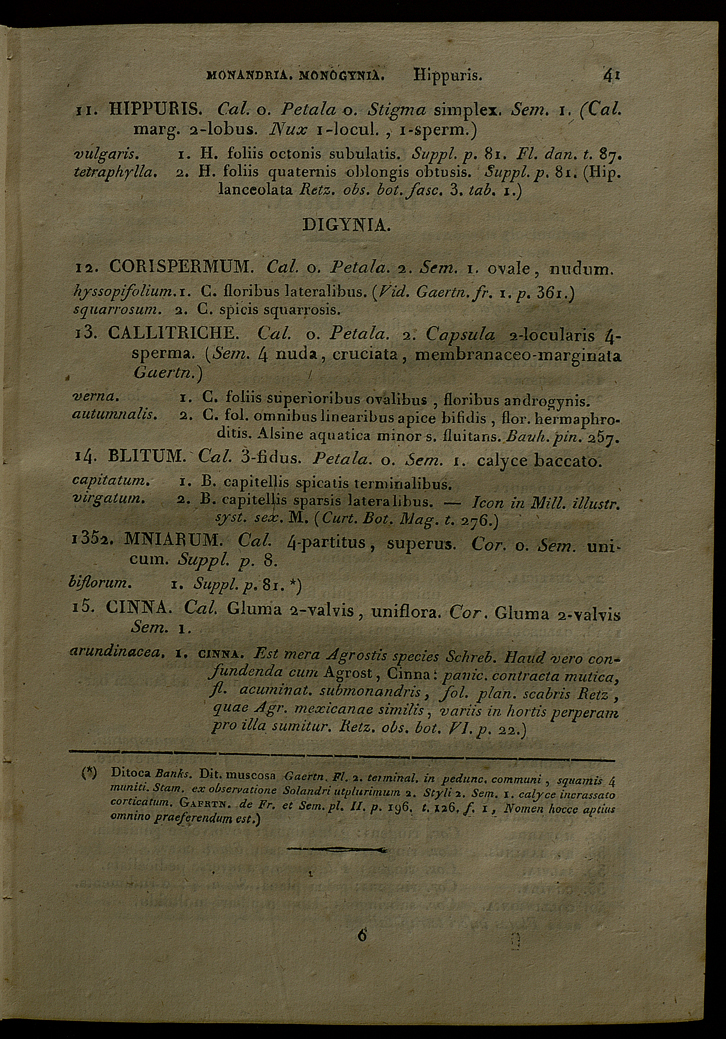 MONANDRIA. MONOGYNIA. Hippuris. 41
11. HIPPURIS. Cal. 0. Petala 0. Stigma simplex. Sem. 1. (Cal.
marg. 2-lobus. Nux 1-locul. , 1-sperm.)
vulgaris. 1. H. foliis octonis subulatis. Suppl. p. 81. Fl. dan. t. 87.
tetraphylla. 2. H. foliis quaternis oblongis obtusis. Suppl. p. 81. (Hip.
lanceolata Retz. obs. bot. fasc. 3. tab. 1.)
DIGYNIA.
12. CORISPERMUM. Cal. 0. Petala. 2. Sem. 1. ovale, nudum.
hyssopifolium. 1. C. floribus lateralibus. (Vid. Gaertn. fr. 1. p. 361.)
squarrosum. 2. C. spicis squarrosis.
13. CALLITRICHE. Cal. 0. Petala. 2. Capsula 2-locularis 4-
sperma. (Sem. 4 nuda, cruciata, membranaceo-marginata
Gaertn.)
verna. 1. C. foliis superioribus ovalibus , floribus androgynis.
autumnalis. 2. C. fol. omnibus linearibus apice bifidis , flor. hermaphro-
ditis. Alsine aquatica minor s. fluitans. Bauh. pin. 257.
14. BLITUM. Cal. 3-fidus. Petala. 0. Sem. 1. calyce baccato.
capitatum. 1. B. capitellis spicatis terminalibus.
virgatum. 2. B. capitellis sparsis lateralibus. — Icon in Mill. illustr.
syst. sex. M. (Curt. Bot. Mag. t. 276.)
1352. MNIARUM. Cal. 4-partitus, superus. Cor. 0. Sem. uni-
cum. Suppl. p. 8.
biflorum. 1. Suppl. p. 81. *)
15. CINNA. Cal. Gluma 2-valvis, uniflora. Cor. Gluma 2-valvis
Sem. 1.
arundinacea. 1. CINNA. Est mera Agrostis species Schreb. Haud vero con-
fundenda cum Agrost, Cinna: panic. contracta mutica,
fl. acuminat. submonandris, fol. plan. scabris Retz ,
quae Agr. mexicanae similis, variis in hortis perperam
pro illa sumitur. Retz. obs. bot. VI. p. 22.)
(*) Ditoca Banks. Dit. muscosa Gaertn. Fl. 2. terminal. in pedunc. communi , squamis 4
muniti. Stam. ex observatione Solandri utplurimum 2. Styli 2. Sem. 1. calyce incrassato
corticatum. GAERTN. de Fr. et Sem. pl. II. p. 196. t. 126. f. 1, Nomen hocce aptius
omnino praeferendum est.)
6